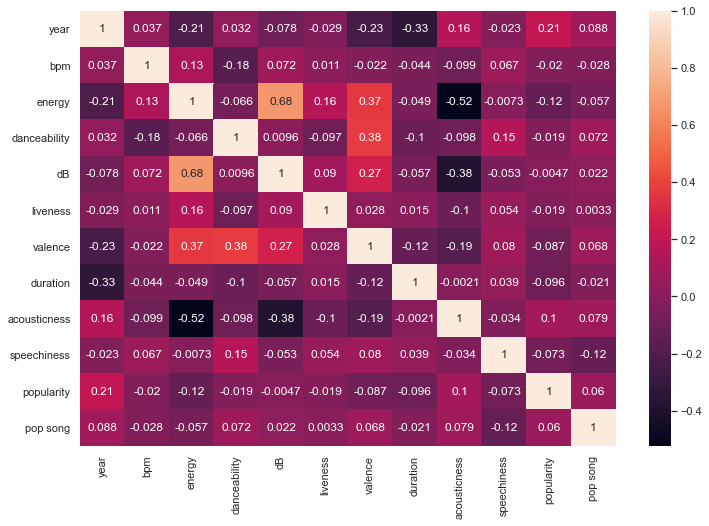 year 1 0.037 -0.21 0.032 -0.078 -0.029 -0.23 -0.33 0.16 -0.023 0.21 0.088
bpm 0.037 1 0.13 -0.18 0.072 0.011 -0.022 -0.044 -0.099 0.067 -0.02 -0.028
energy -0.21 0.13 1 -0.066 0.68 0.16 0.37 -0.049 -0.52 -0.0073 -0.12 -0.057
danceability 0.032 -0.18 -0.066 1 0.0096 -0.097 0.38 -0.1 -0.098 0.15 -0.019 0.072
dB -0.078 0.072 0.68 0.0096 1 0.09 0.27 -0.057 -0.38 -0.053 -0.0047 0.022
liveness -0.029 0.011 0.16 -0.097 0.09 1 0.028 0.015 -0.1 0.054 -0.019 0.0033
valence -0.23 -0.022 0.37 0.38 0.27 0.028 1 -0.12 -0.19 0.08 -0.087 0.068
duration -0.33 -0.044 -0.049 -0.1 -0.057 0.015 -0.12 1 -0.0021 0.039 -0.096 -0.021
acousticness 0.16 -0.099 -0.52 -0.098 -0.38 -0.1 -0.19 -0.0021 1 -0.034 0.1 0.079
speechiness -0.023 0.067 -0.0073 0.15 -0.053 0.054 0.08 0.039 -0.034 1 -0.073 -0.12
popularity 0.21 -0.02 -0.12 -0.019 -0.0047 -0.019 -0.087 -0.096 0.1 -0.073 1 0.06
pop song 0.088 -0.028 -0.057 0.072 0.022 0.0033 0.068 -0.021 0.079 -0.12 0.06 1
year
bpm
energy
danceability
dB
liveness
valence
duration
acousticness
speechiness
popularity
pop song
1.0
0.8
0.6
0.4
0.2
0.0
-0.2
-0.4